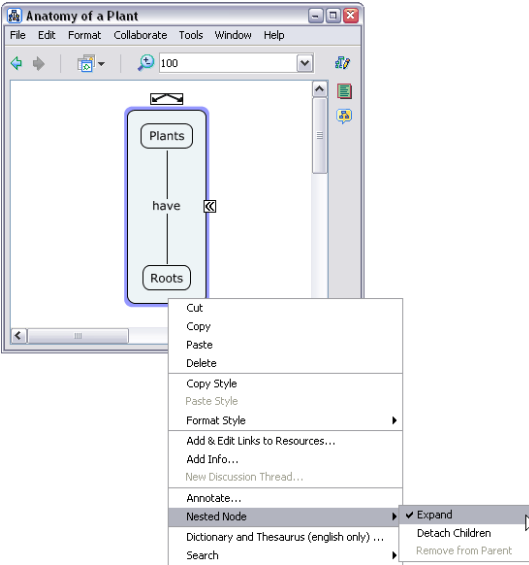 Anatomy of a Plant
File Edit Format Collaborate Tools Window Help
100
Plants
have
Roots
Cut
Copy
Paste
Delete
Copy Style
Paste Style
Format Style
Add & Edit Links to Resources...
Add Info...
New Discussion Thread...
Annotate...
Nested Node
Expand
Detach Children
Dictionary and Thesaurus (english only) ...
Remove from Parent
Search